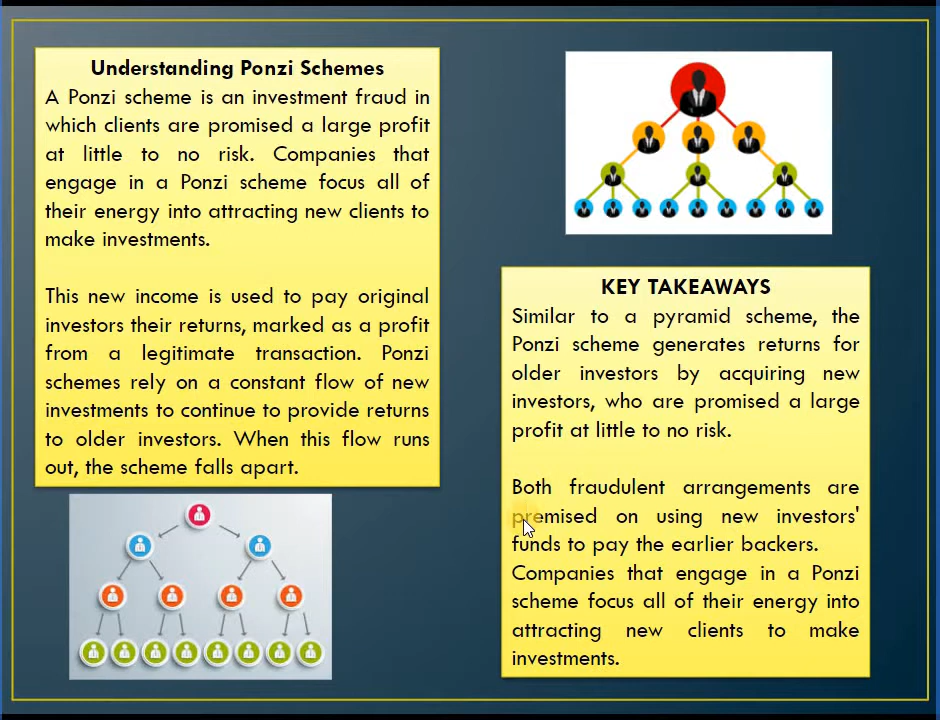 Understanding Ponzi Schemes
A Ponzi scheme is an investment fraud in
which clients are promised a large profit
at little to no risk. Companies that
engage in a Ponzi scheme focus all of
their energy into attracting new clients to
make investments.
This new income is used to pay original
investors their returns, marked as a profit
from a legitimate transaction. Ponzi
schemes rely on a constant flow of new
investments to continue to provide returns
to older investors. When this flow runs
out, the scheme falls apart.
KEY TAKEAWAYS
Similar to a pyramid scheme, the
Ponzi scheme generates returns for
older investors by acquiring new
investors, who are promised a large
profit at little to no risk.
Both fraudulent arrangements are
premised on using new investors'
funds to pay the earlier backers.
Companies that engage in a Ponzi
scheme focus all of their energy into
attracting new clients to make
investments.